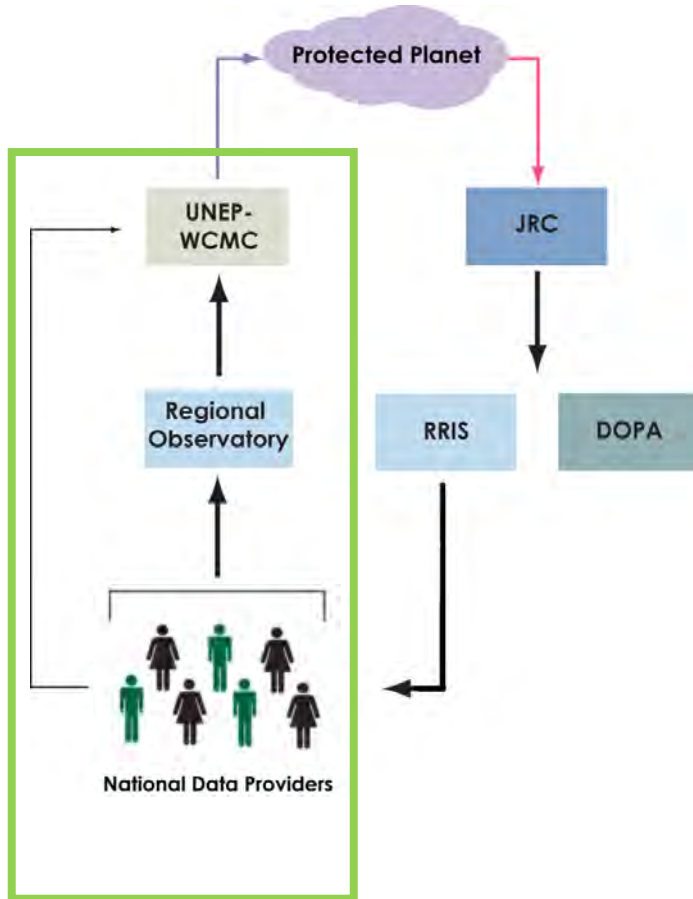 Protected Planet
UNEP-
WCMC
JRC
Regional
Observatory
RRIS
DOPA
National Data Providers